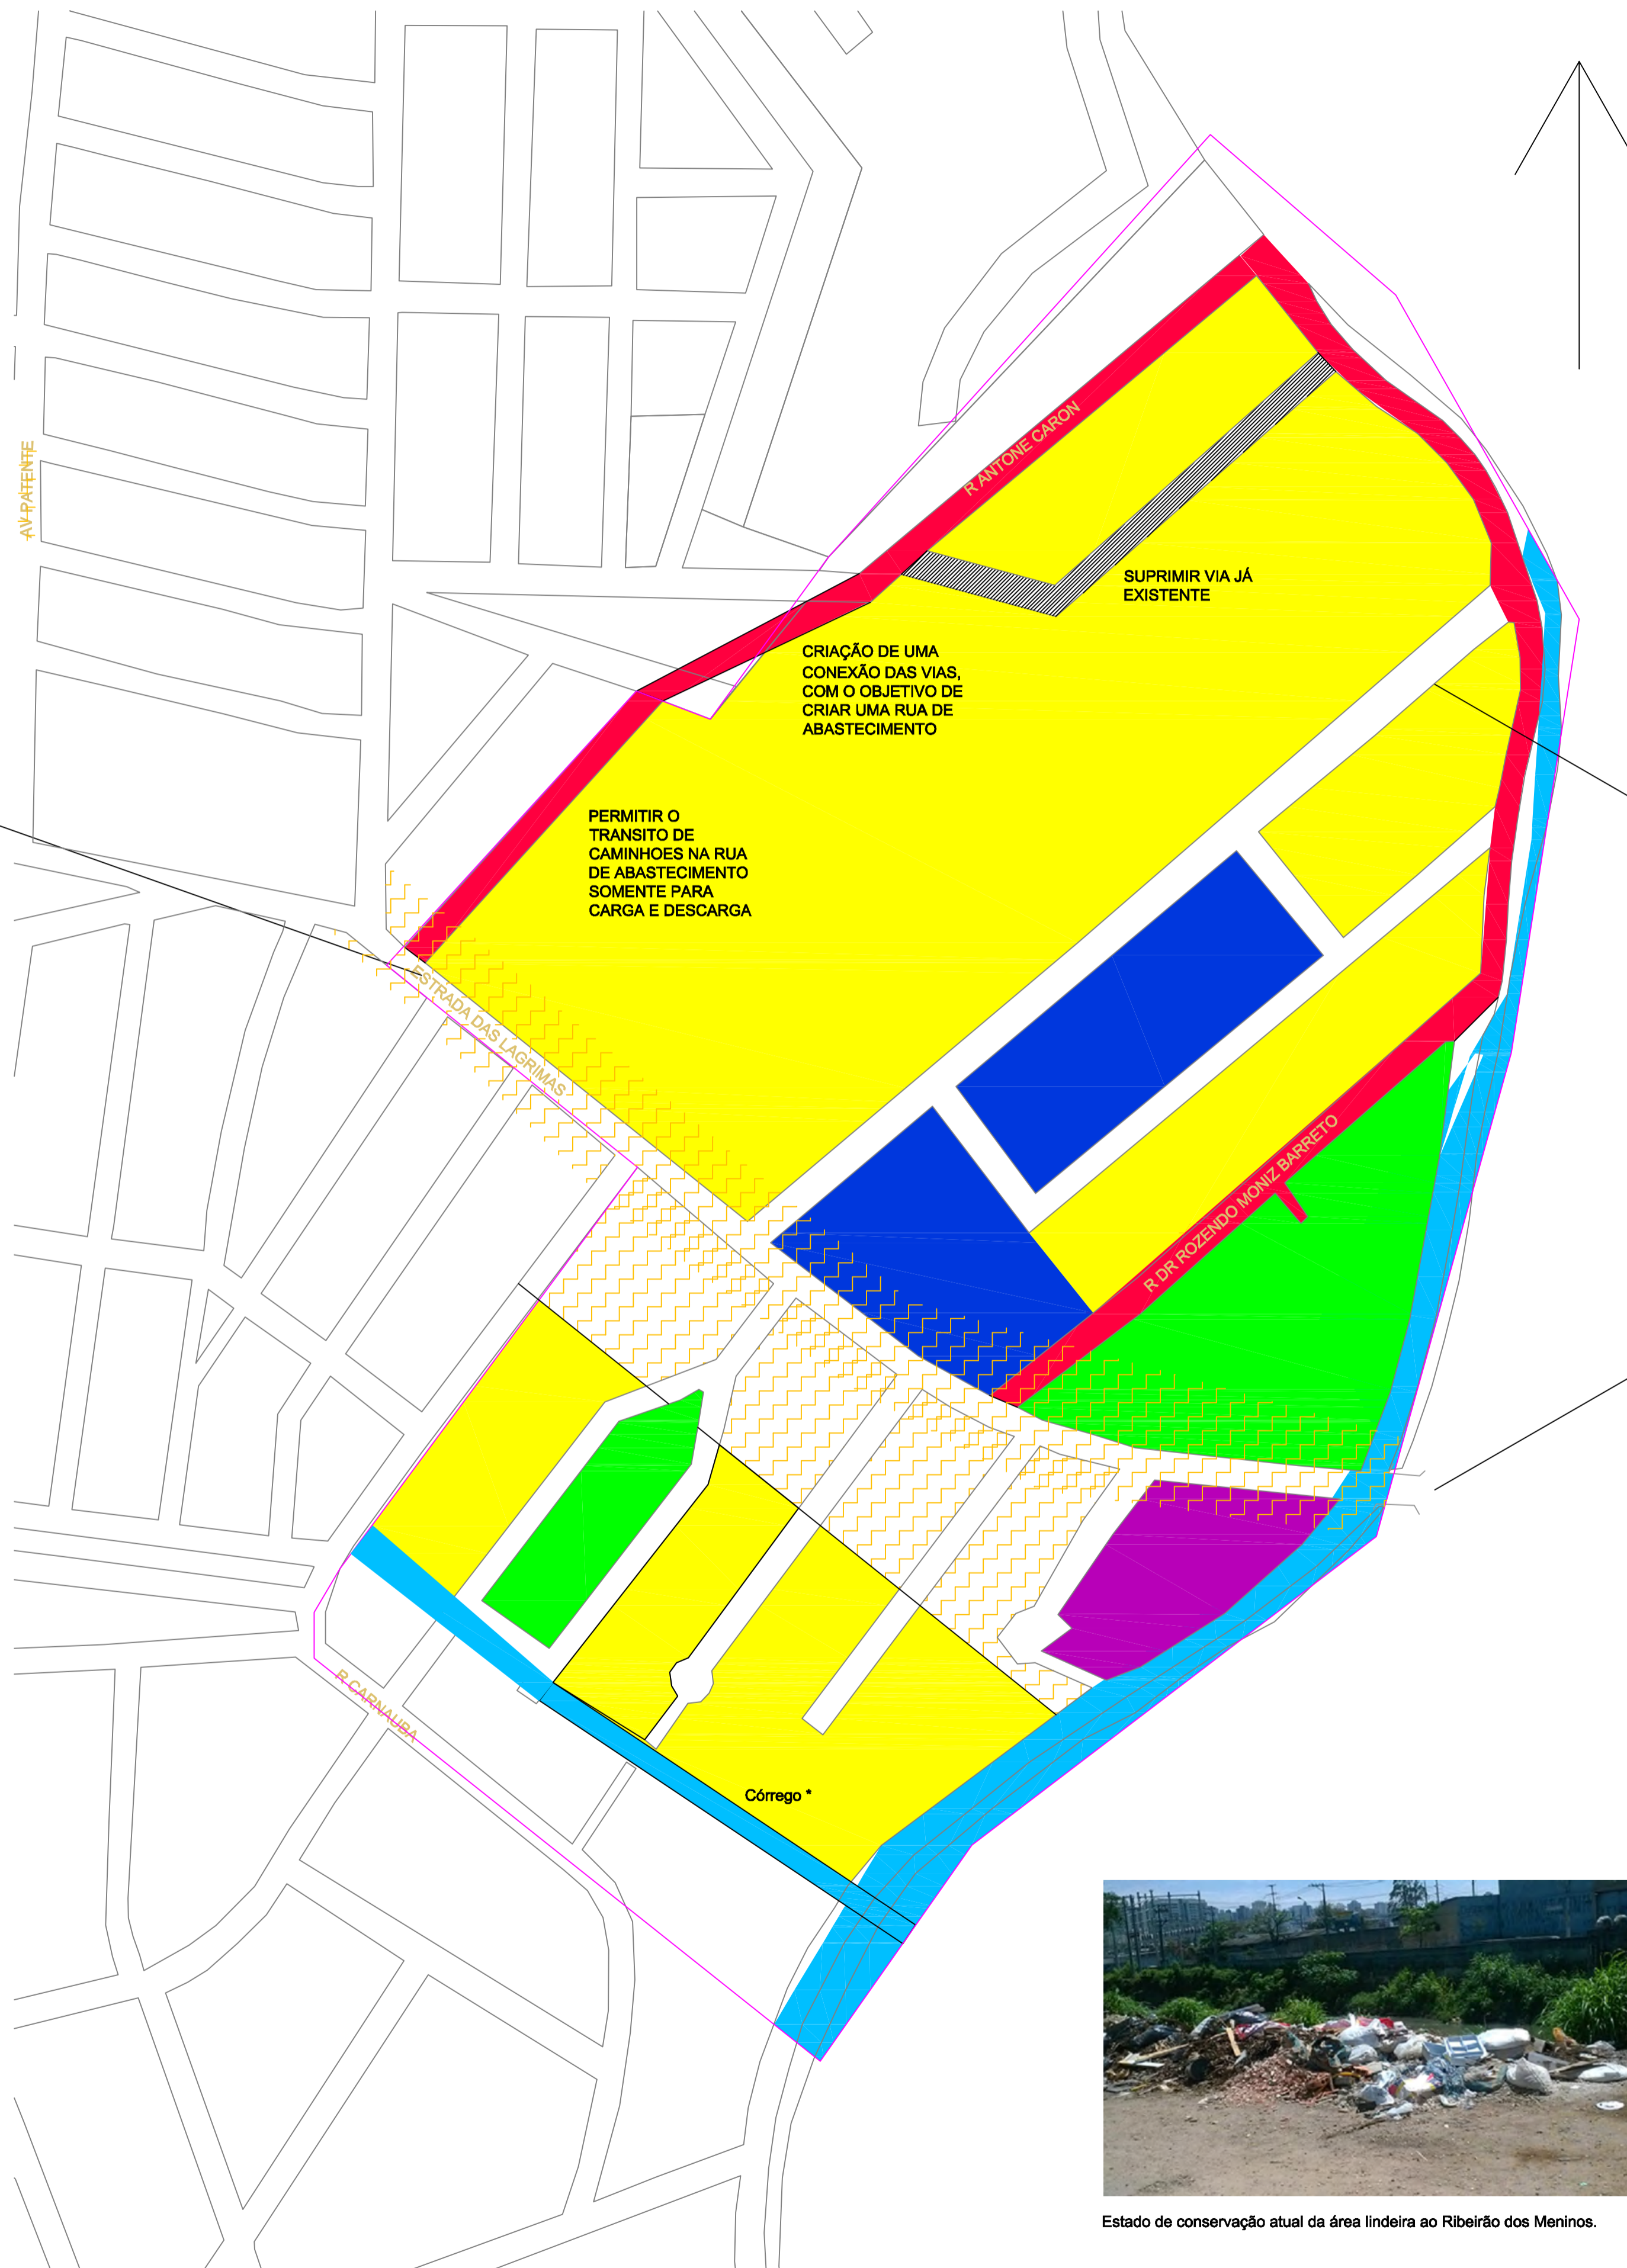 R ANTONE CARON
AV PATENTE
SUPRIMIR VIA JÁ
EXISTENTE
CRIAÇÃO DE UMA
CONEXÃO DAS VIAS,
COM O OBJETIVO DE
CRIAR UMA RUA DE
ABASTECIMENTO
PERMITIR O
TRANSITO DE
CAMINHOES NA RUA
DE ABASTECIMENTO
SOMENTE PARA
CARGA E DESCARGA
ESTRADA DAS LAGRIMAS
R DR ROZENDO MONIZ BARRETO
R CARNAUBA
Córrego *
Estado de conservação atual da área lindeira ao Ribeirão dos Meninos.